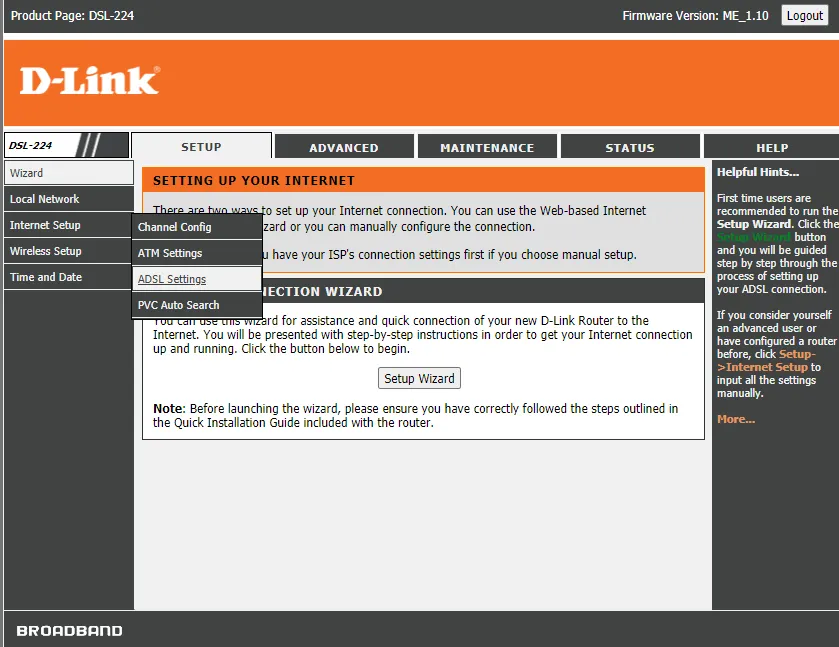 Product Page: DSL-224
Firmware Version: ME_1.10
Logout
D-Link®
DSL-224
SETUP
ADVANCED
MAINTENANCE
STATUS
HELP
Wizard
Local Network
Internet Setup
Wireless Setup
Time and Date
Channel Config
ATM Settings
ADSL Settings
PVC Auto Search
SETTING UP YOUR INTERNET
There are two ways to set up your Internet connection. You can use the Web-based Internet
zard or you can manually configure the connection.
have your ISP's connection settings first if you choose manual setup.
ECTION WIZARD
You can use this wizard for assistance and quick connection of your new D-Link Router to the
Internet. You will be presented with step-by-step instructions in order to get your Internet connection
up and running. Click the button below to begin.
Setup Wizard
Note: Before launching the wizard, please ensure you have correctly followed the steps outlined in
the Quick Installation Guide included with the router.
Helpful Hints...
First time users are
recommended to run the
Setup Wizard. Click the
Setup Wizard button
and you will be guided
step by step through the
process of setting up
your ADSL connection.
If you consider yourself
an advanced user or
have configured a router
before, click Setup-
>Internet Setup to
input all the settings
manually.
More...
BROADBAND